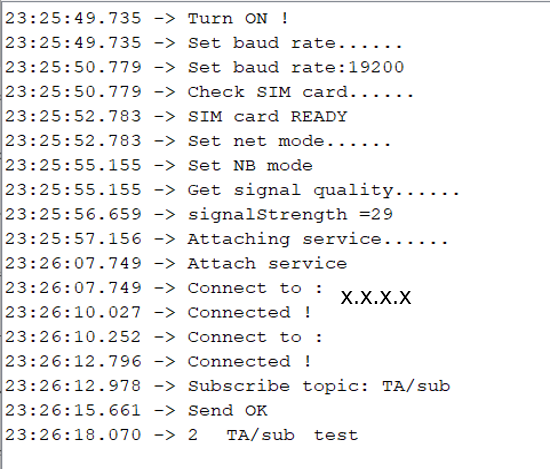 23:25:49.735 -> Turn ON !
23:25:49.735 -> Set baud rate......
23:25:50.779 -> Set baud rate:19200
23:25:50.779 -> Check SIM card......
23:25:52.783 -> SIM card READY
23:25:52.783 -> Set net mode......
23:25:55.155 -> Set NB mode
23:25:55.155 -> Get signal quality......
23:25:56.659 -> signalStrength =29
23:25:57.156 -> Attaching service......
23:26:07.749 -> Attach service
23:26:07.749 -> Connect to :
X.X.X.X
23:26:10.027 -> Connected !
23:26:10.252 -> Connect to :
23:26:12.796 -> Connected !
23:26:12.978 -> Subscribe topic: TA/sub
23:26:15.661 -> Send OK
23:26:18.070 -> 2  TA/sub test